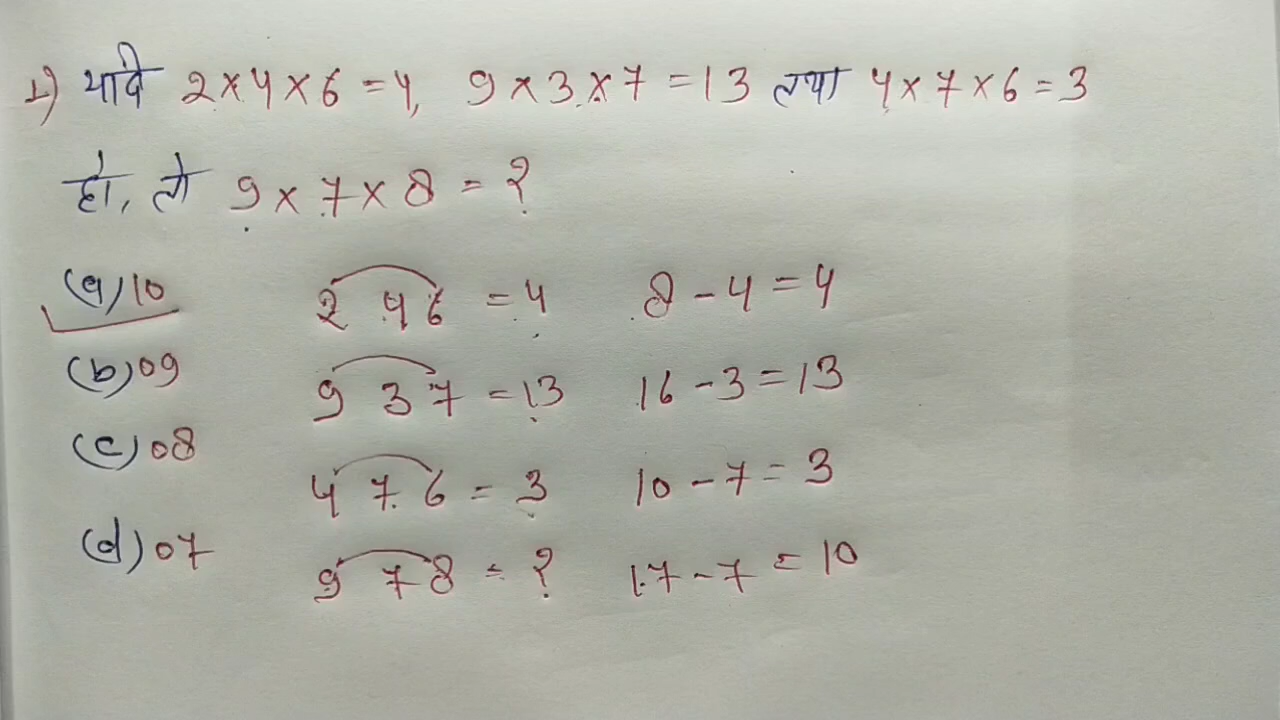 1) यदि 2×4×6=4, 9×3×7=13 तथा 4×7×6=3
हो, तो 9×7×8=?
(a) 10
(b) 09
(c) 08
(d) 07
2 4 6 = 4 8-4=4
9 3 7 = 13 16-3=13
4 7 6 = 3 10-7=3
9 7 8 = ? 17-7=10